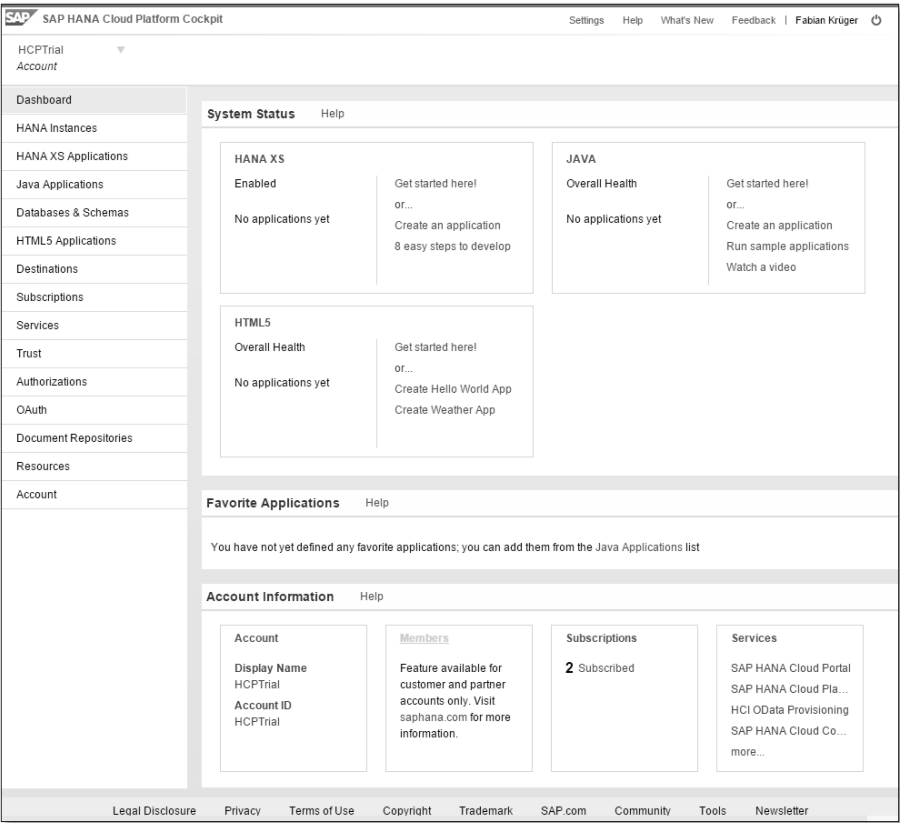 SAP SAP HANA Cloud Platform Cockpit
Settings Help What's New Feedback | Fabian Krüger
HCPTrial
Account
Dashboard
HANA Instances
HANA XS Applications
Java Applications
Databases & Schemas
HTML5 Applications
Destinations
Subscriptions
Services
Trust
Authorizations
OAuth
Document Repositories
Resources
Account
System Status Help
HANA XS
Enabled
No applications yet
Get started here!
or...
Create an application
8 easy steps to develop
JAVA
Overall Health
No applications yet
Get started here!
or...
Create an application
Run sample applications
Watch a video
HTML5
Overall Health
No applications yet
Get started here!
or...
Create Hello World App
Create Weather App
Favorite Applications Help
You have not yet defined any favorite applications; you can add them from the Java Applications list
Account Information Help
Account
Display Name
HCPTrial
Account ID
HCPTrial
Members
Feature available for
customer and partner
accounts only. Visit
saphana.com for more
information.
Subscriptions
2 Subscribed
Services
SAP HANA Cloud Portal
SAP HANA Cloud Pla...
HCI OData Provisioning
SAP HANA Cloud Co...
more...
Legal Disclosure Privacy Terms of Use Copyright Trademark SAP.com Community Tools Newsletter